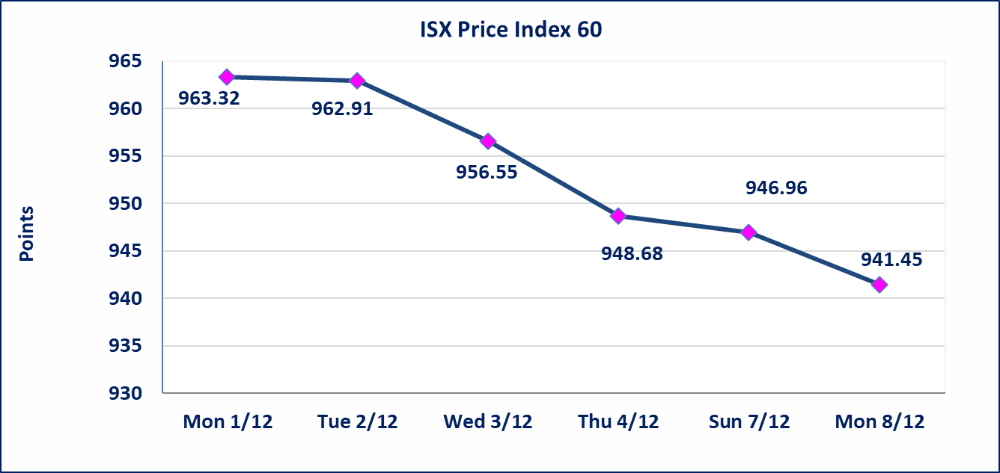 ISX Price Index 60
Points
965
960
955
950
945
940
935
930
963.32
962.91
956.55
948.68
946.96
941.45
Mon 1/12
Tue 2/12
Wed 3/12
Thu 4/12
Sun 7/12
Mon 8/12